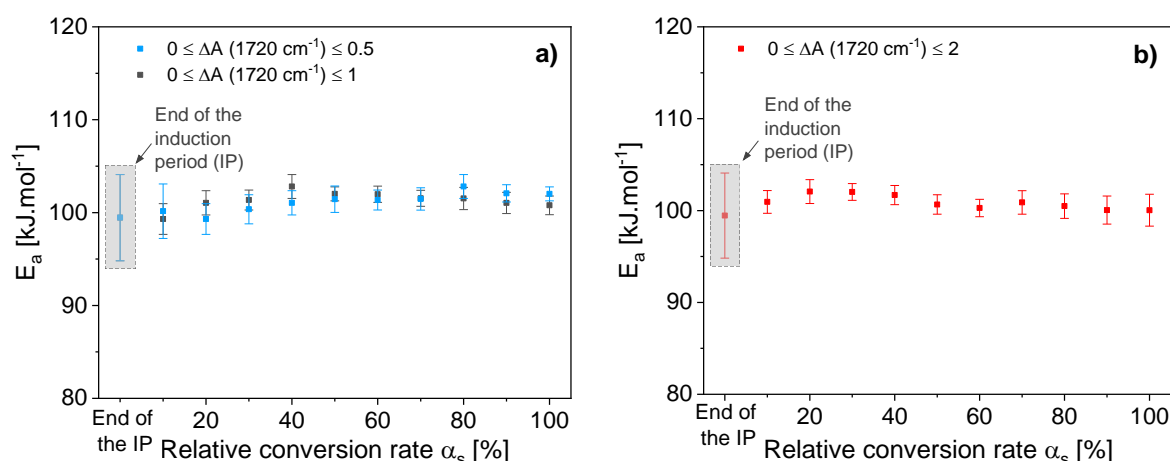 120
110
100
90
80
E_a [kJ.mol⁻¹]
0 ≤ ΔA (1720 cm⁻¹) ≤ 0.5
0 ≤ ΔA (1720 cm⁻¹) ≤ 1
a)
End of the
induction
period (IP)
End of
the IP
20
40
60
80
100
Relative conversion rate α_s [%]
120
110
100
90
80
E_a [kJ.mol⁻¹]
0 ≤ ΔA (1720 cm⁻¹) ≤ 2
b)
End of the
induction
period (IP)
End of
the IP
20
40
60
80
100
Relative conversion rate α_s [%]